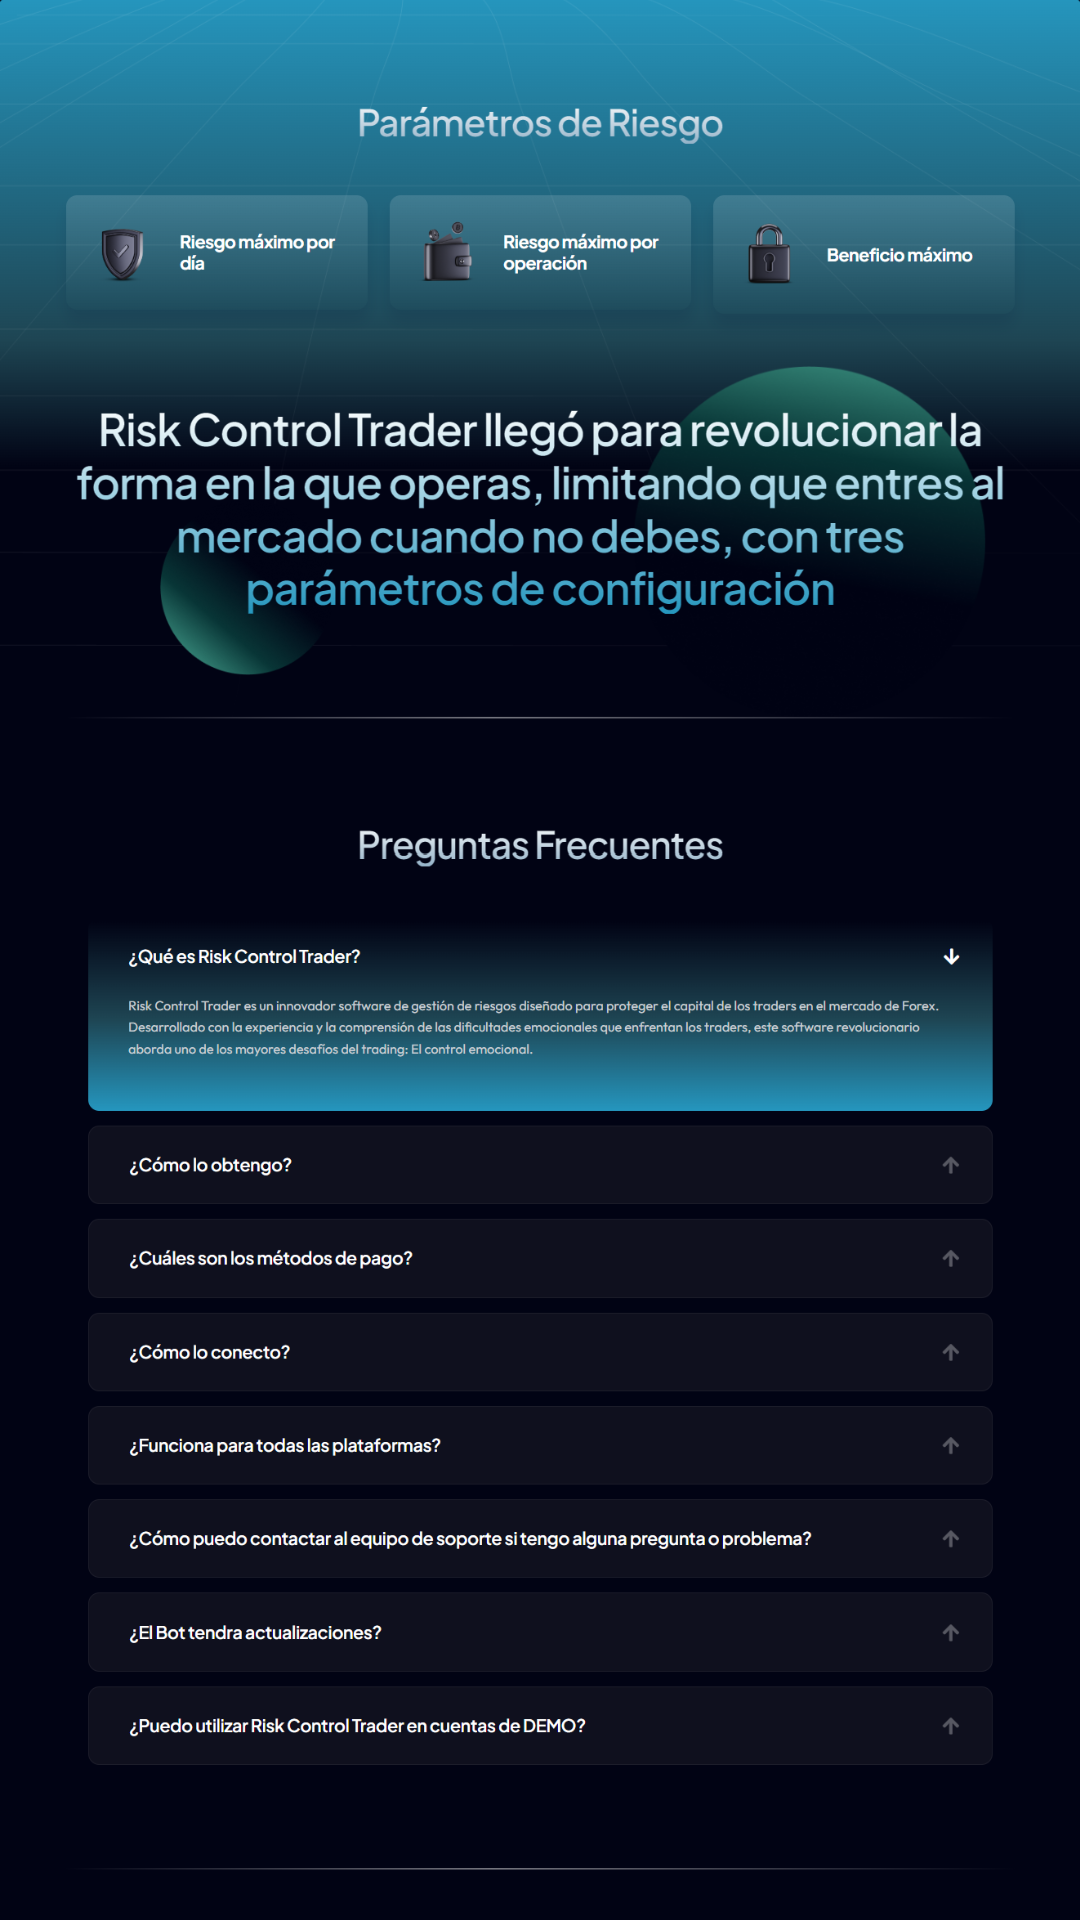 Parámetros de Riesgo
Riesgo máximo por
día
Riesgo máximo por
operación
Beneficio máximo
Risk Control Trader llegó para revolucionar la
forma en la que operas, limitando que entres al
mercado cuando no debes, con tres
parámetros de configuración
Preguntas Frecuentes
¿Qué es Risk Control Trader?
Risk Control Trader es un innovador software de gestión de riesgos diseñado para proteger el capital de los traders en el mercado de Forex.
Desarrollado con la experiencia y la comprensión de las dificultades emocionales que enfrentan los traders, este software revolucionario
aborda uno de los mayores desafíos del trading: El control emocional.
¿Cómo lo obtengo?
¿Cuáles son los métodos de pago?
¿Cómo lo conecto?
¿Funciona para todas las plataformas?
¿Cómo puedo contactar al equipo de soporte si tengo alguna pregunta o problema?
¿El Bot tendra actualizaciones?
¿Puedo utilizar Risk Control Trader en cuentas de DEMO?